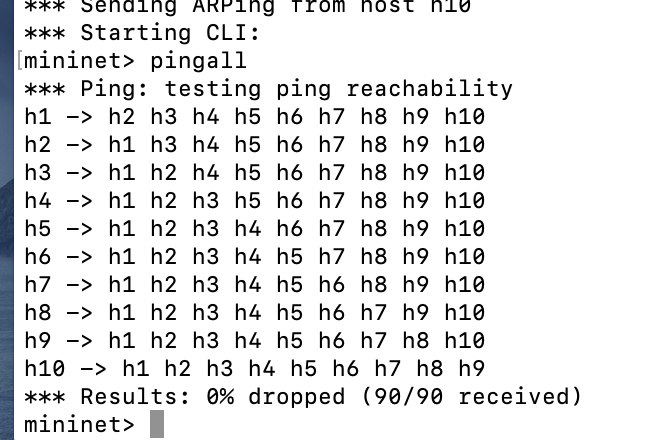 *** Sending ARPing from host h10
*** Starting CLI:
mininet> pingall
*** Ping: testing ping reachability
h1 -> h2 h3 h4 h5 h6 h7 h8 h9 h10
h2 -> h1 h3 h4 h5 h6 h7 h8 h9 h10
h3 -> h1 h2 h4 h5 h6 h7 h8 h9 h10
h4 -> h1 h2 h3 h5 h6 h7 h8 h9 h10
h5 -> h1 h2 h3 h4 h6 h7 h8 h9 h10
h6 -> h1 h2 h3 h4 h5 h7 h8 h9 h10
h7 -> h1 h2 h3 h4 h5 h6 h8 h9 h10
h8 -> h1 h2 h3 h4 h5 h6 h7 h9 h10
h9 -> h1 h2 h3 h4 h5 h6 h7 h8 h10
h10 -> h1 h2 h3 h4 h5 h6 h7 h8 h9
*** Results: 0% dropped (90/90 received)
mininet>